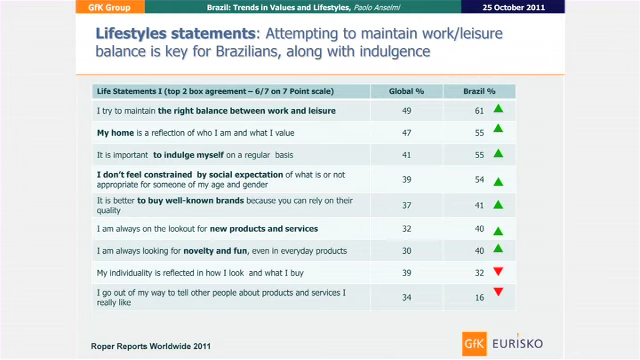 GfK Group Brazil: Trends in Values and Lifestyles, Paolo Anselmi 25 October 2011
Lifestyles statements: Attempting to maintain work/leisure
balance is key for Brazilians, along with indulgence
Life Statements I (top 2 box agreement – 6/7 on 7 Point scale) Global % Brazil %
I try to maintain the right balance between work and leisure 49 61
My home is a reflection of who I am and what I value 47 55
It is important to indulge myself on a regular basis 41 55
I don't feel constrained by social expectation of what is or not
appropriate for someone of my age and gender 39 54
It is better to buy well-known brands because you can rely on their
quality 37 41
I am always on the lookout for new products and services 32 40
I am always looking for novelty and fun, even in everyday products 30 40
My individuality is reflected in how I look and what I buy 39 32
I go out of my way to tell other people about products and services I
really like 34 16
Roper Reports Worldwide 2011
GfK EURISKO